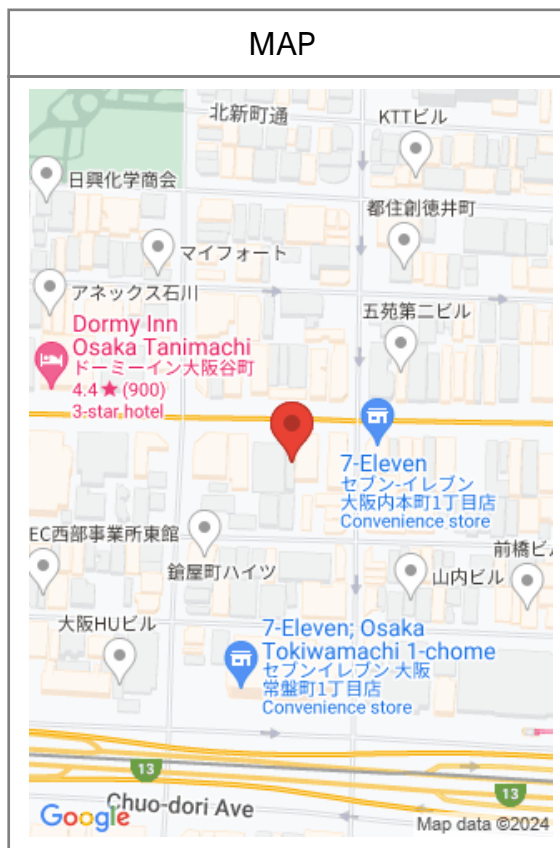 MAP
北新町通
KTTビル
日興化学商会
都住創徳井町
マイフォート
アネックス石川
五苑第二ビル
Dormy Inn
Osaka Tanimachi
ドーミーイン大阪谷町
4.4★(900)
3-star hotel
7-Eleven
セブン-イレブン
大阪内本町1丁目店
Convenience store
EC西部事業所東館
前橋ビル
鎗屋町ハイツ
山内ビル
大阪HUビル
7-Eleven; Osaka
Tokiwamachi 1-chome
セブンイレブン 大阪
常盤町1丁目店
Convenience store
13
13
Chuo-dori Ave
Google
Map data ©2024